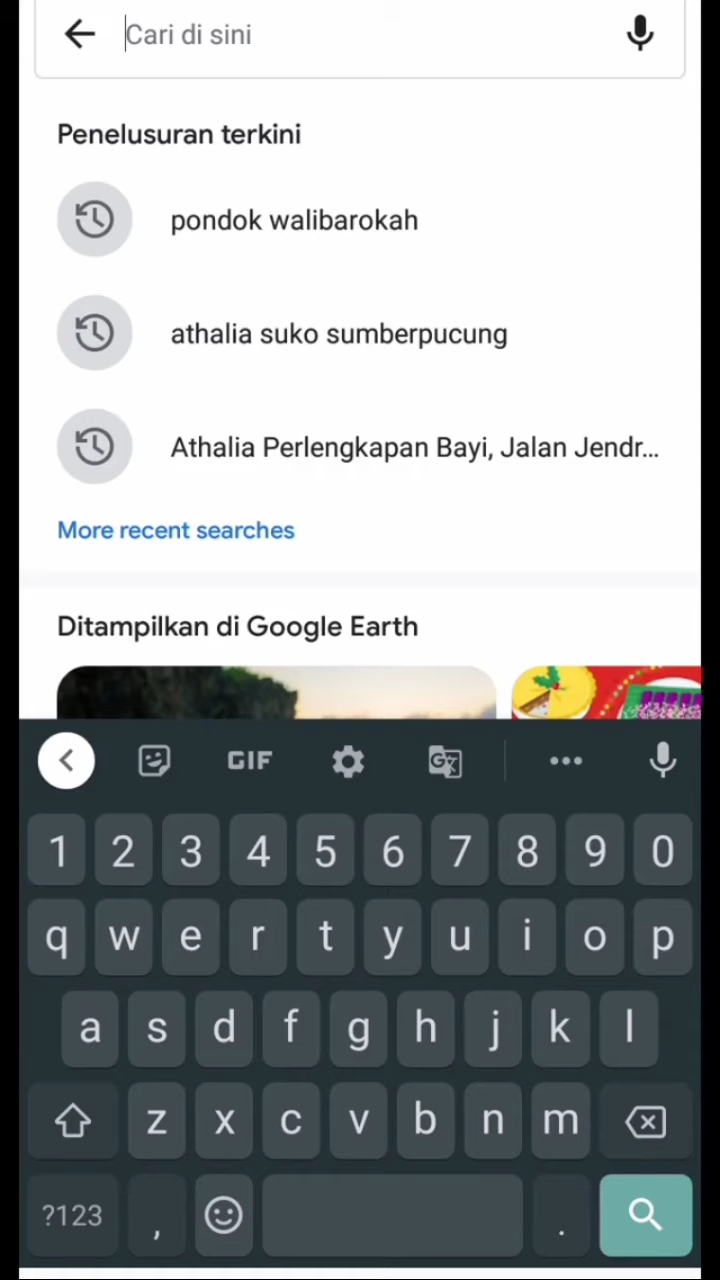 Cari di sini
Penelusuran terkini
pondok walibarokah
athalia suko sumberpucung
Athalia Perlengkapan Bayi, Jalan Jendr...
More recent searches
Ditampilkan di Google Earth
GIF
1 2 3 4 5 6 7 8 9 0
q w e r t y u i o p
a s d f g h j k l
z x c v b n m
?123 , .